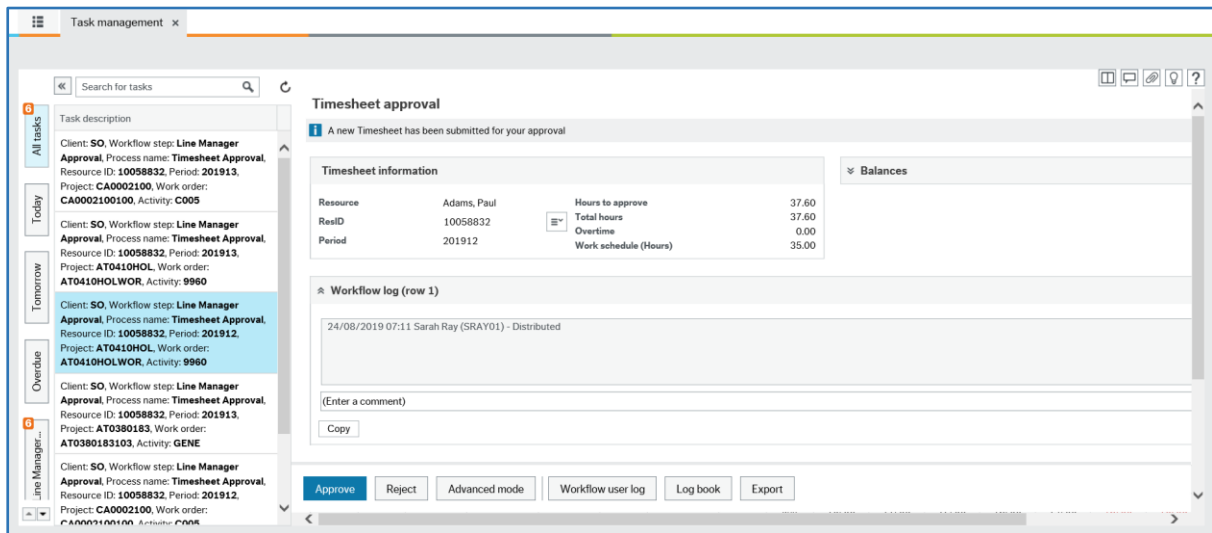 Task management ×
« Search for tasks
?
6
All tasks
Today
Tomorrow
Overdue
6
Line Manager...
Task description
Client: SO, Workflow step: Line Manager
Approval, Process name: Timesheet Approval,
Resource ID: 10058832, Period: 201913,
Project: CA0002100, Work order:
CA0002100100, Activity: C005
Client: SO, Workflow step: Line Manager
Approval, Process name: Timesheet Approval,
Resource ID: 10058832, Period: 201913,
Project: AT0410HOL, Work order:
AT0410HOLWOR, Activity: 9960
Client: SO, Workflow step: Line Manager
Approval, Process name: Timesheet Approval,
Resource ID: 10058832, Period: 201912,
Project: AT0410HOL, Work order:
AT0410HOLWOR, Activity: 9960
Client: SO, Workflow step: Line Manager
Approval, Process name: Timesheet Approval,
Resource ID: 10058832, Period: 201913,
Project: AT0380183, Work order:
AT0380183103, Activity: GENE
Client: SO, Workflow step: Line Manager
Approval, Process name: Timesheet Approval,
Resource ID: 10058832, Period: 201912,
Project: CA0002100, Work order:
CA0002100100, Activity: C005
Timesheet approval
i A new Timesheet has been submitted for your approval
Timesheet information
Resource Adams, Paul Hours to approve 37.60
ResID 10058832 Total hours 37.60
Overtime 0.00
Period 201912 Work schedule (Hours) 35.00
Balances
Workflow log (row 1)
24/08/2019 07:11 Sarah Ray (SRAY01) - Distributed
(Enter a comment)
Copy
Approve Reject Advanced mode Workflow user log Log book Export